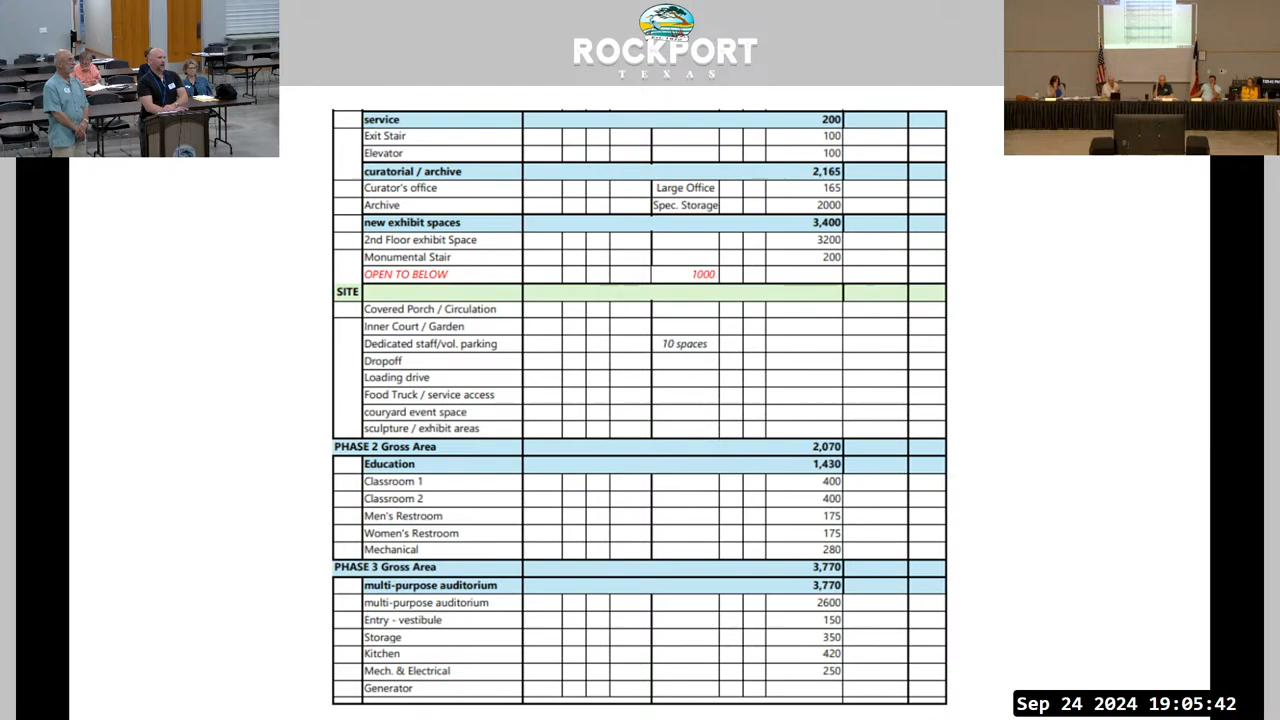 ROCKPORT
TEXAS
service 200
Exit Stair 100
Elevator 100
curatorial / archive 2,165
Curator's office Large Office 165
Archive Spec. Storage 2000
new exhibit spaces 3,400
2nd Floor exhibit Space 3200
Monumental Stair 200
OPEN TO BELOW 1000
SITE
Covered Porch / Circulation
Inner Court / Garden
Dedicated staff/vol. parking 10 spaces
Dropoff
Loading drive
Food Truck / service access
couryard event space
sculpture / exhibit areas
PHASE 2 Gross Area 2,070
Education 1,430
Classroom 1 400
Classroom 2 400
Men's Restroom 175
Women's Restroom 175
Mechanical 280
PHASE 3 Gross Area 3,770
multi-purpose auditorium 3,770
multi-purpose auditorium 2600
Entry - vestibule 150
Storage 350
Kitchen 420
Mech. & Electrical 250
Generator
Sep 24 2024 19:05:42